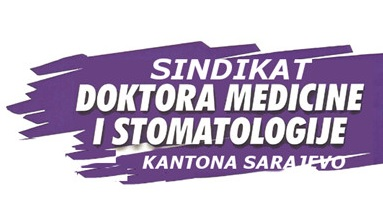 SINDIKAT
DOKTORA MEDICINE
I STOMATOLOGIJE
KANTONA SARAJEVO